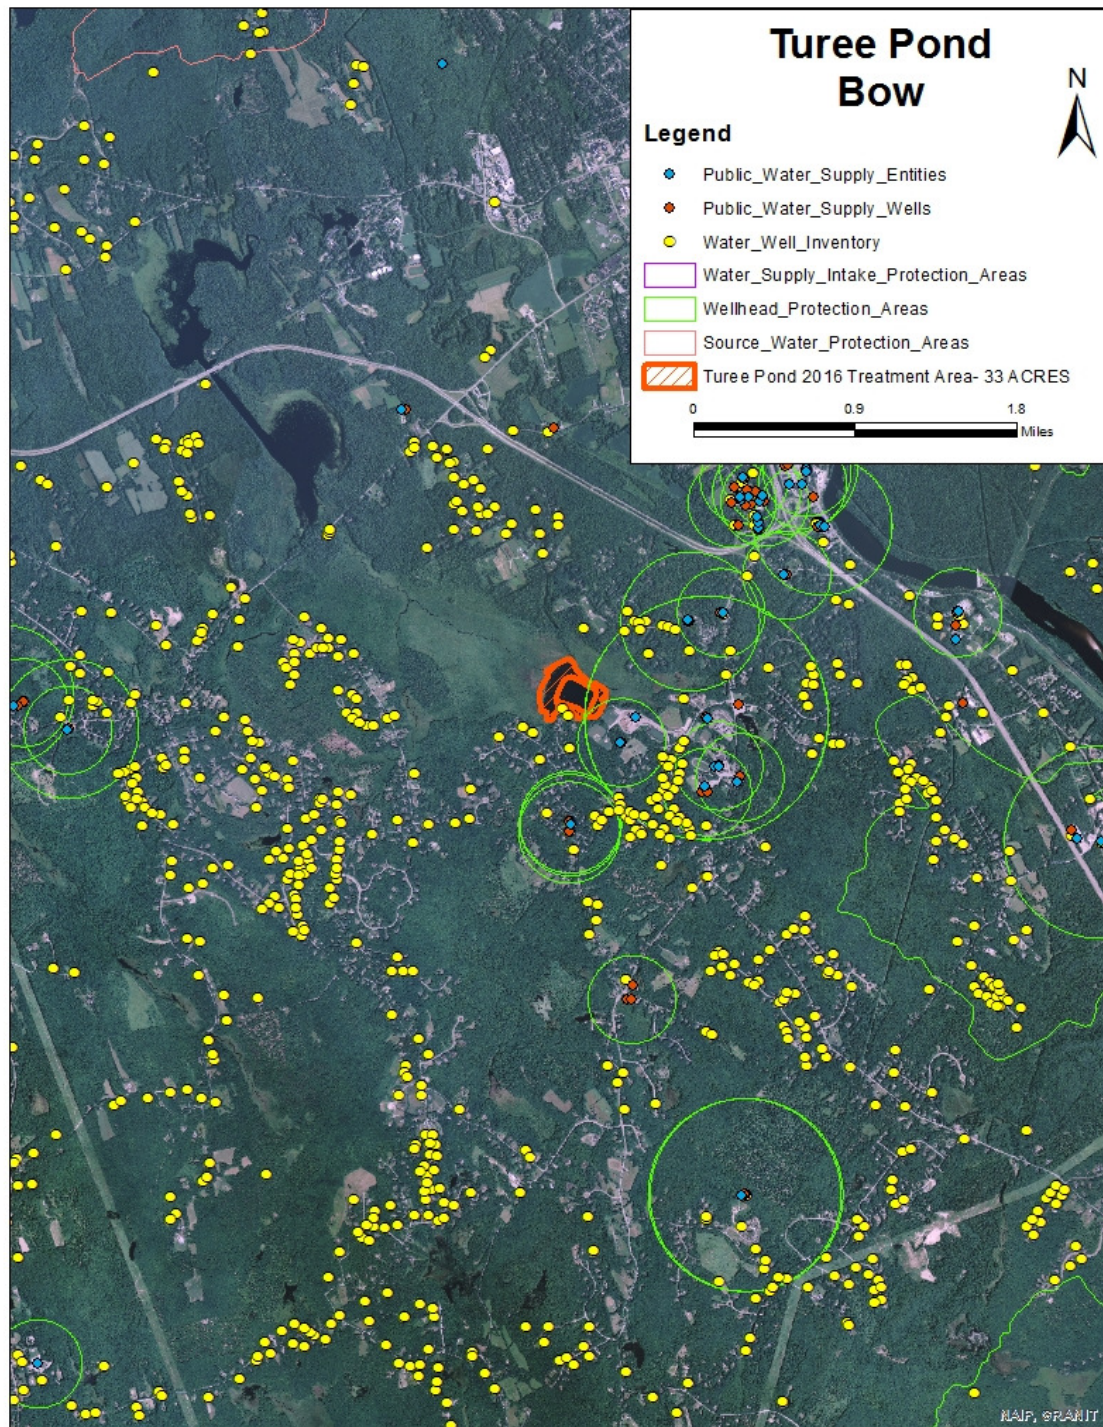 Turee Pond
Bow
N
Legend
Public_Water_Supply_Entities
Public_Water_Supply_Wells
Water_Well_Inventory
Water_Supply_Intake_Protection_Areas
Wellhead_Protection_Areas
Source_Water_Protection_Areas
Turee Pond 2016 Treatment Area- 33 ACRES
0 0.9 1.8
Miles
NAIP, GRANIT